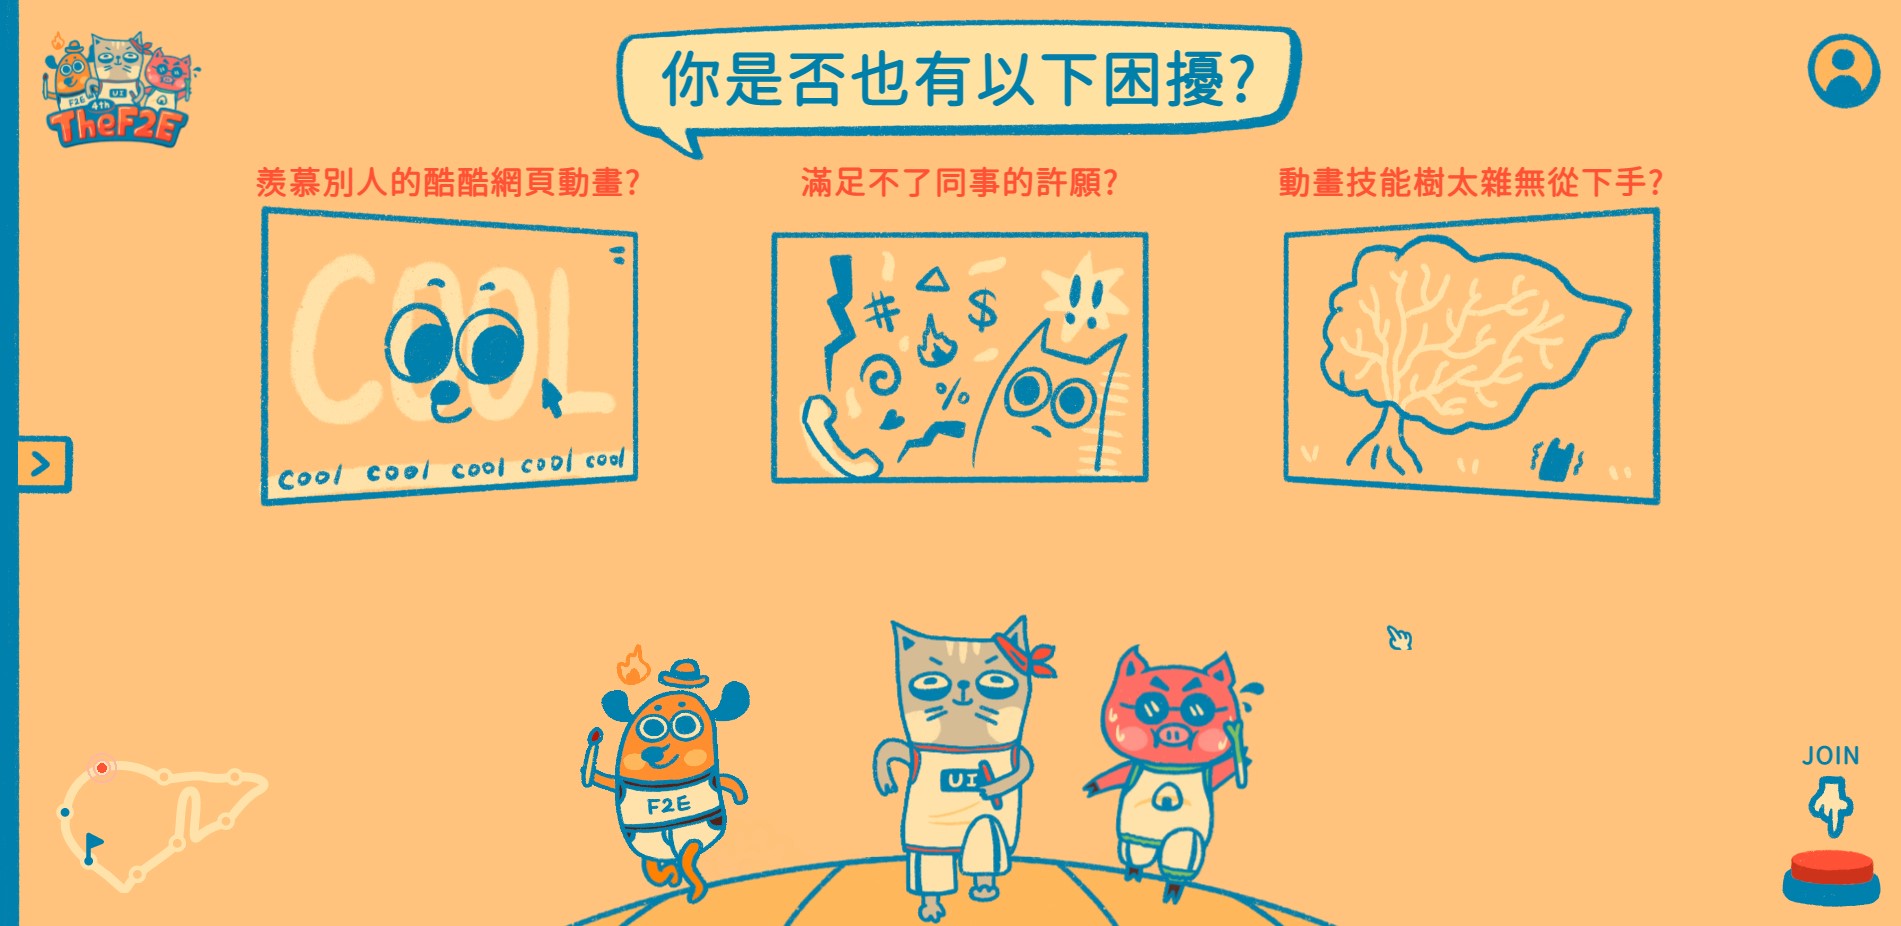 你是否也有以下困擾?
F2E
UI
4th
TheF2E
羨慕別人的酷酷網頁動畫?
滿足不了同事的許願?
動畫技能樹太雜無從下手?
COOL
cool cool cool cool cool
# $
%
!!
UI
F2E
JOIN